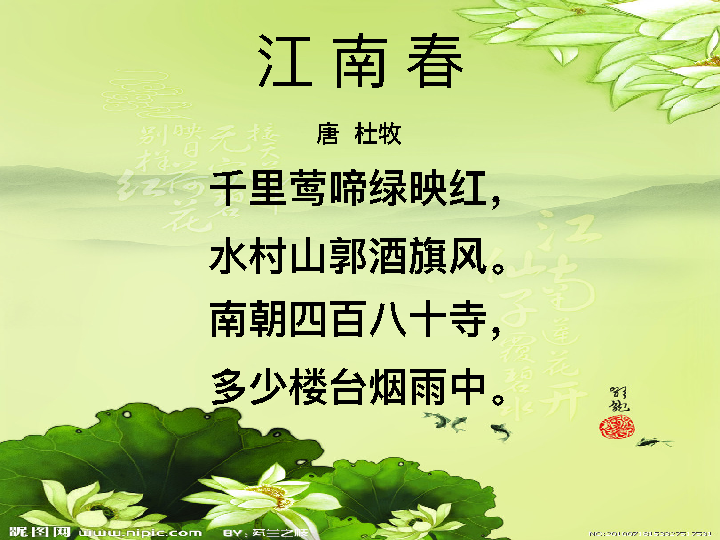 江南春
唐 杜牧
千里莺啼绿映红，
水村山郭酒旗风。
南朝四百八十寺，
多少楼台烟雨中。
昵图网 www.nipic.com